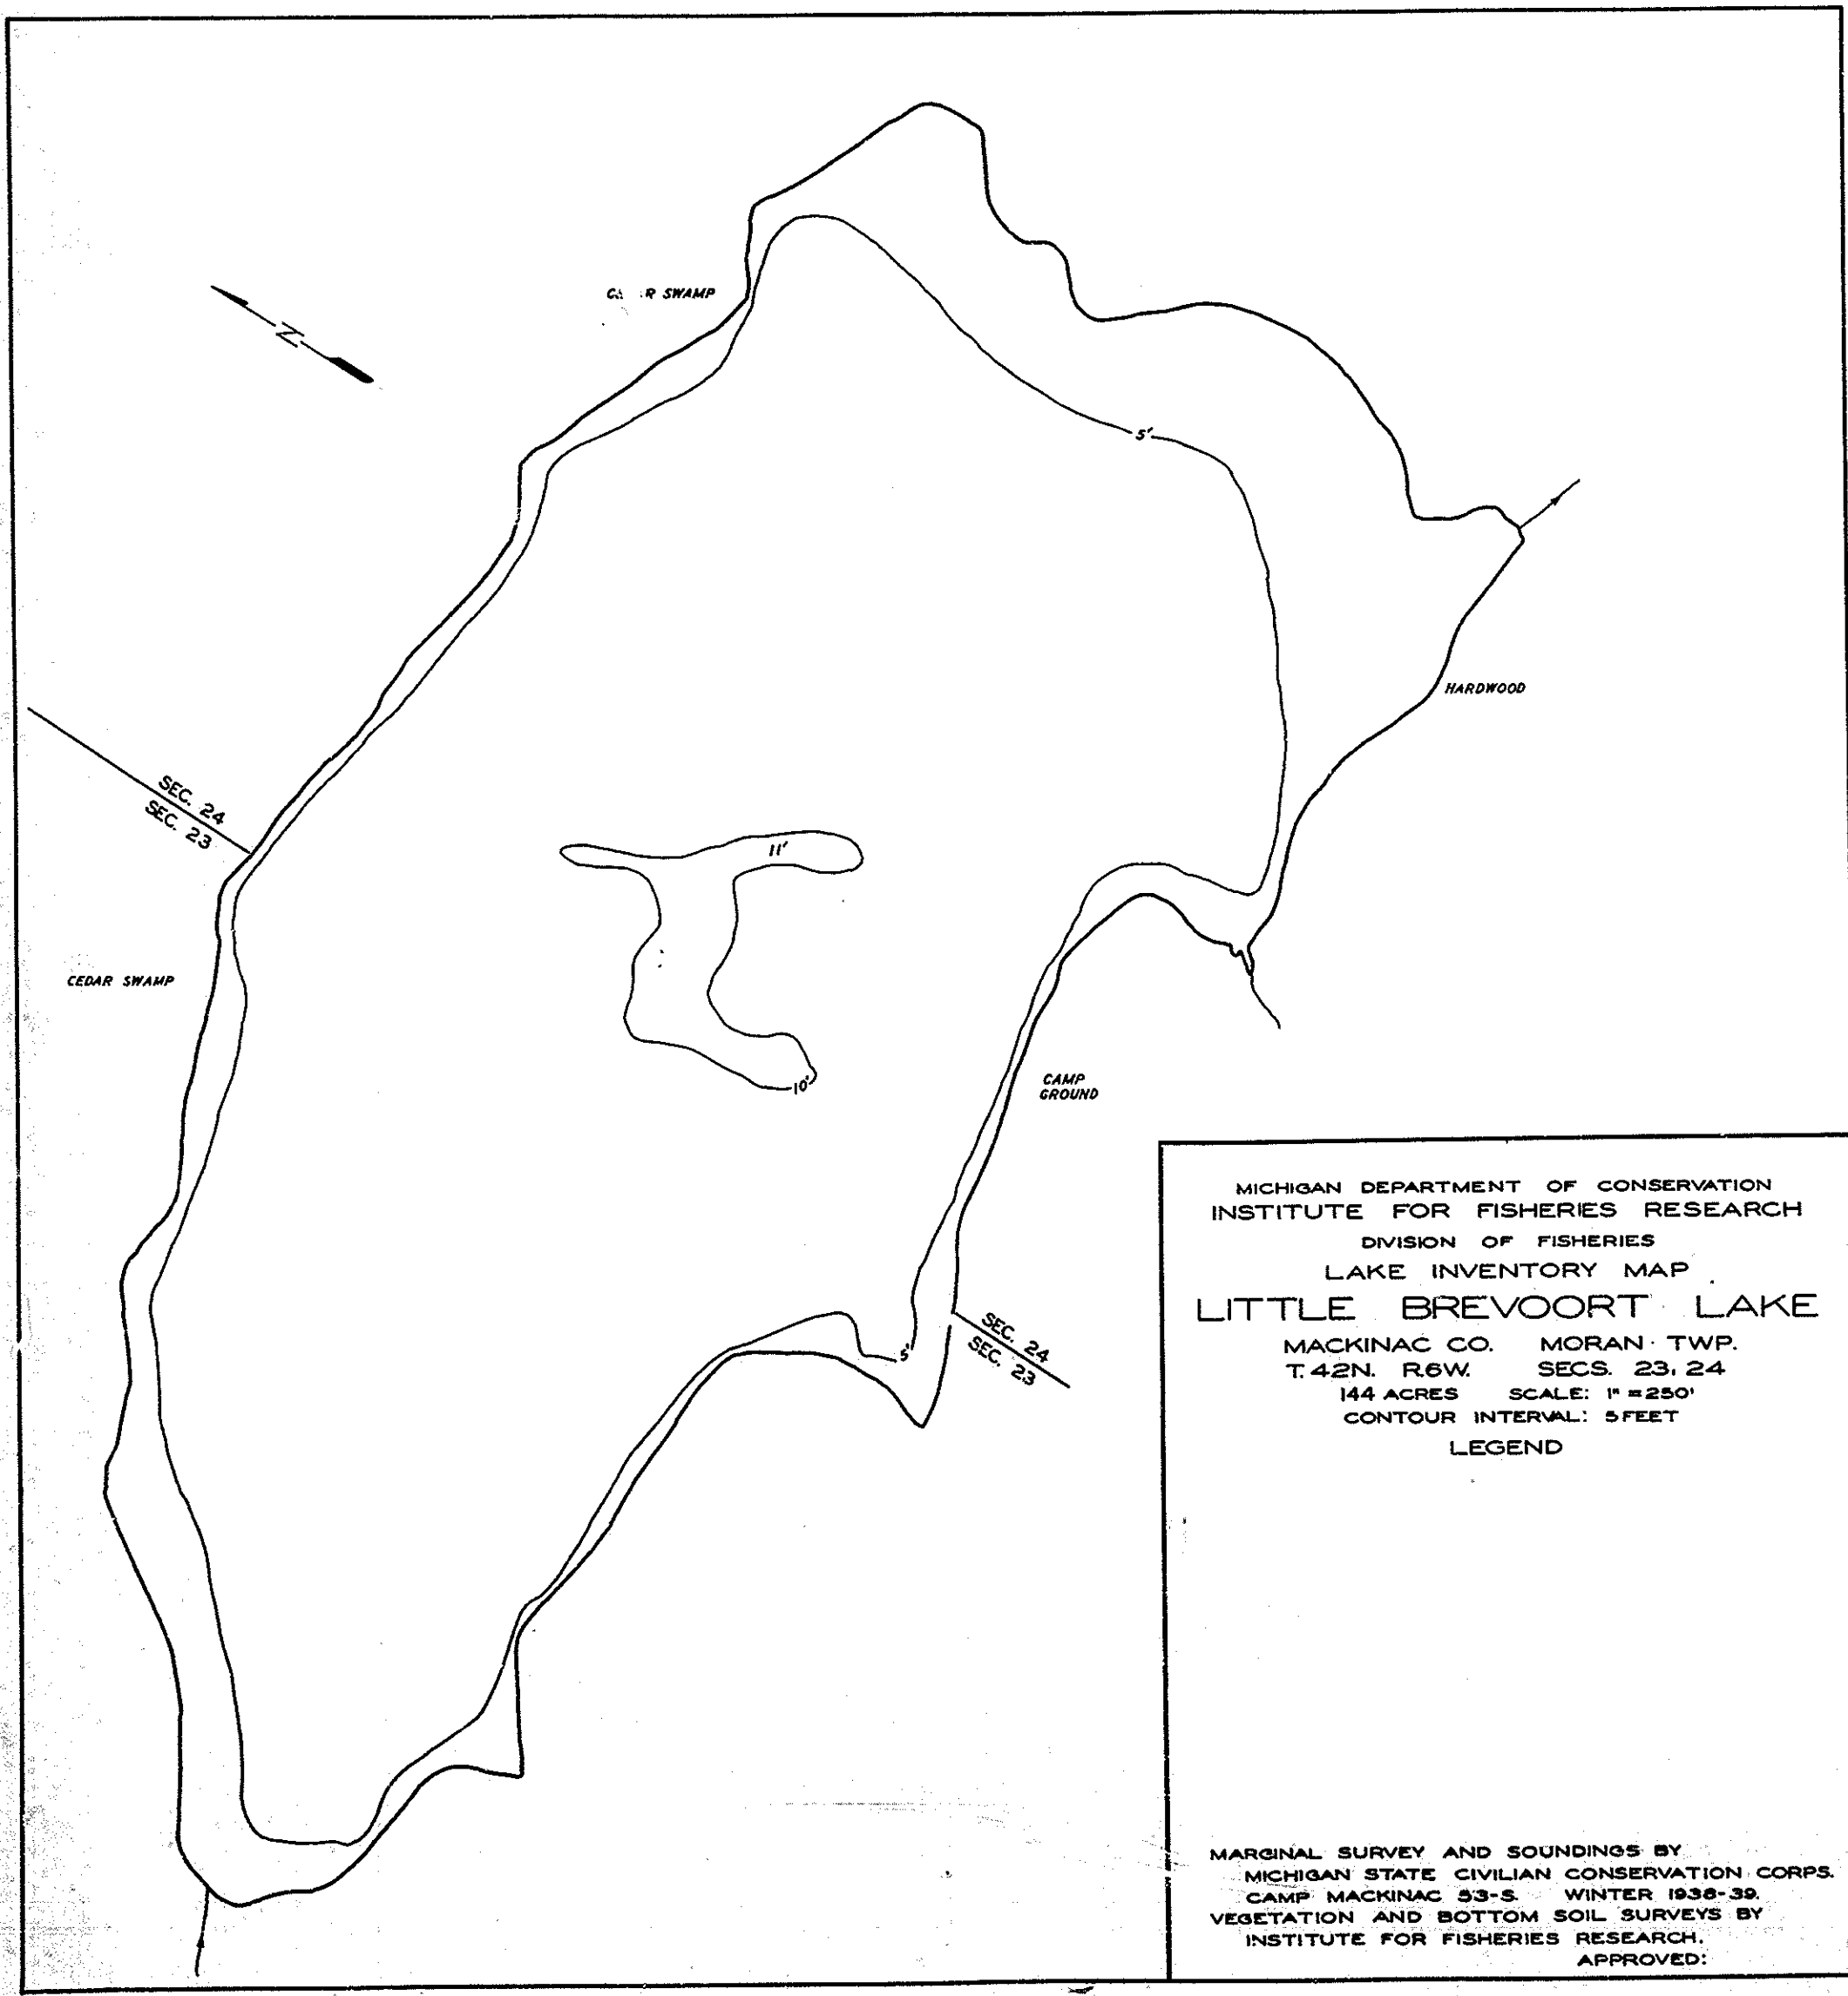 SWAMP
N
5'
HARDWOOD
SEC. 24
SEC. 23
11'
CEDAR SWAMP
10'
CAMP
GROUND
SEC. 24
SEC. 23
5'
MICHIGAN DEPARTMENT OF CONSERVATION
INSTITUTE FOR FISHERIES RESEARCH
DIVISION OF FISHERIES
LAKE INVENTORY MAP
LITTLE BREVOORT LAKE
MACKINAC CO. MORAN TWP.
T. 42N. R.6W. SECS. 23, 24
144 ACRES SCALE: 1" = 250'
CONTOUR INTERVAL: 5 FEET
LEGEND
MARGINAL SURVEY AND SOUNDINGS BY
MICHIGAN STATE CIVILIAN CONSERVATION CORPS.
CAMP MACKINAC 53-S. WINTER 1938-39.
VEGETATION AND BOTTOM SOIL SURVEYS BY
INSTITUTE FOR FISHERIES RESEARCH.
APPROVED: